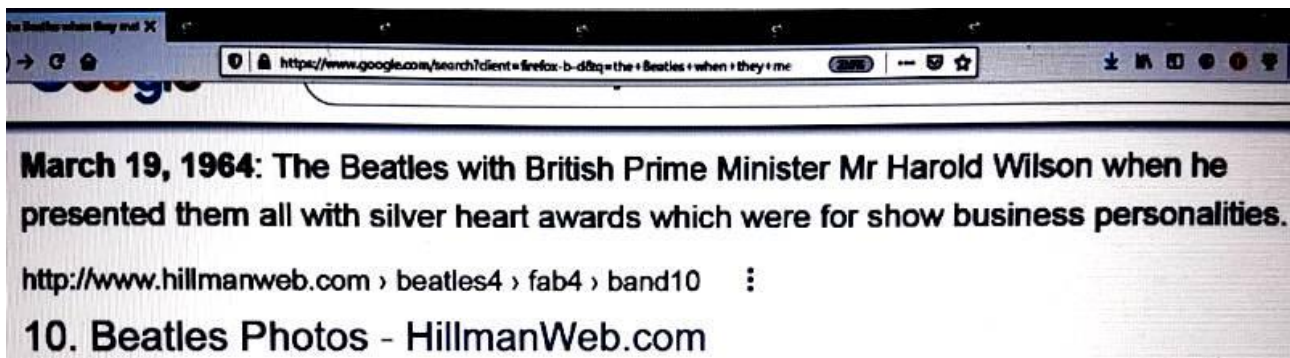 https://www.google.com/search?client=firefox-b-d&q=the+Beatles+when+they+me
March 19, 1964: The Beatles with British Prime Minister Mr Harold Wilson when he
presented them all with silver heart awards which were for show business personalities.
http://www.hillmanweb.com › beatles4 › fab4 › band10
10. Beatles Photos - HillmanWeb.com